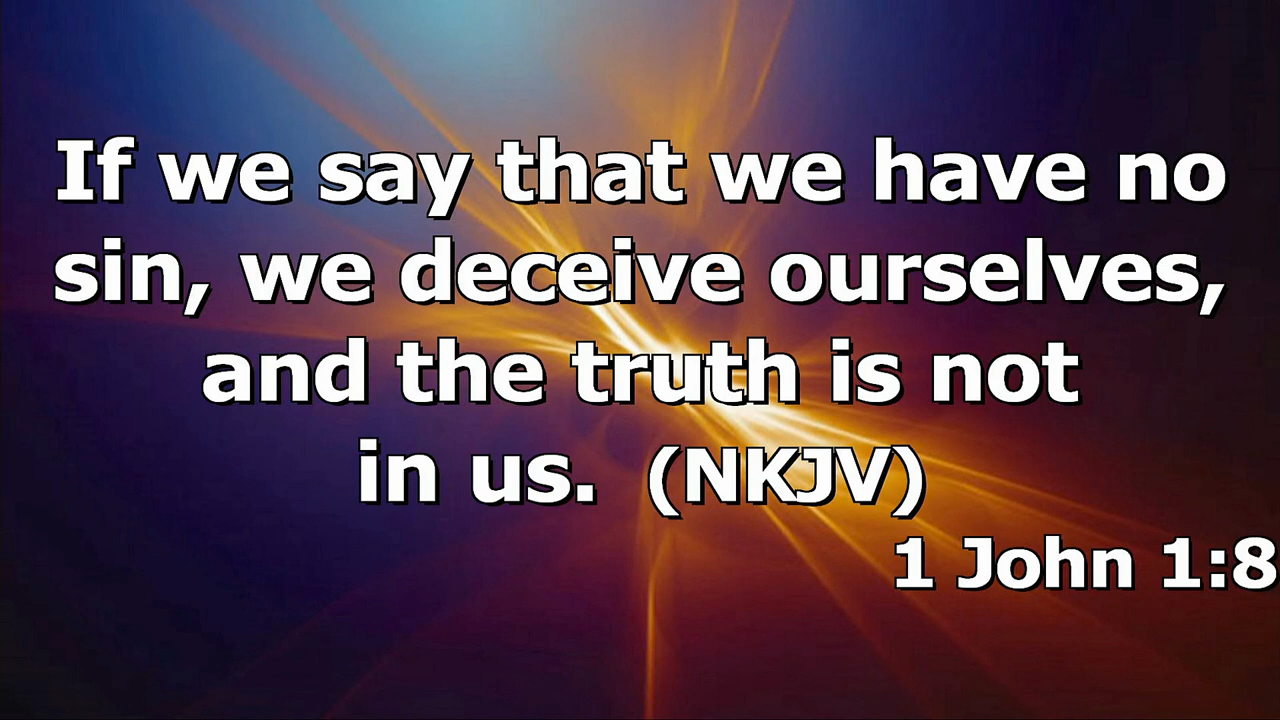 If we say that we have no
sin, we deceive ourselves,
and the truth is not
in us.  (NKJV)
1 John 1:8